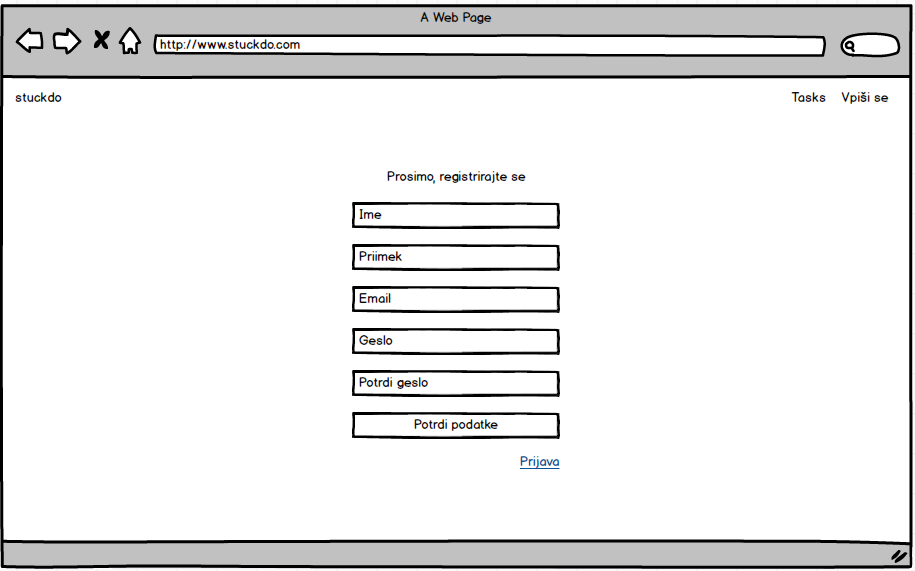 A Web Page
http://www.stuckdo.com
stuckdo
Tasks
Vpiši se
Prosimo, registrirajte se
Ime
Priimek
Email
Geslo
Potrdi geslo
Potrdi podatke
Prijava